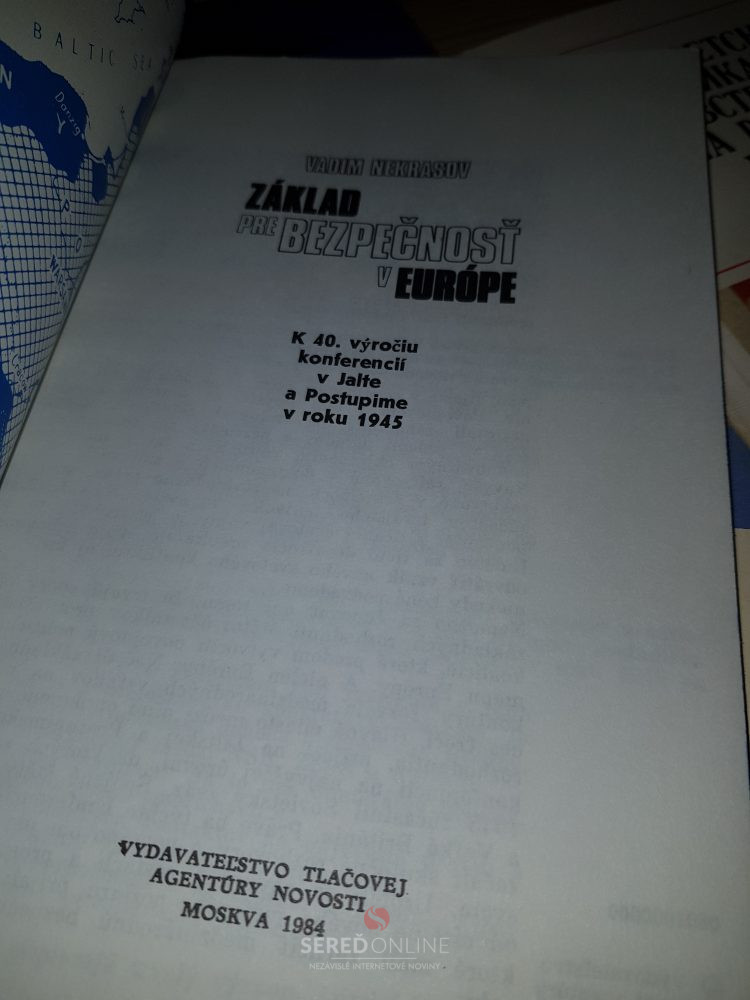 BALTIC SEA
N
Danzig
VADIM NEKRASOV
ZÁKLAD
PRE BEZPEČNOSŤ
V EURÓPE
K 40. výročiu
konferencií
v Jalte
a Postupime
v roku 1945
VYDAVATEĽSTVO TLAČOVEJ
AGENTÚRY NOVOSTI
MOSKVA 1984
SEREĎONLINE
NEZÁVISLÉ INTERNETOVÉ NOVINY